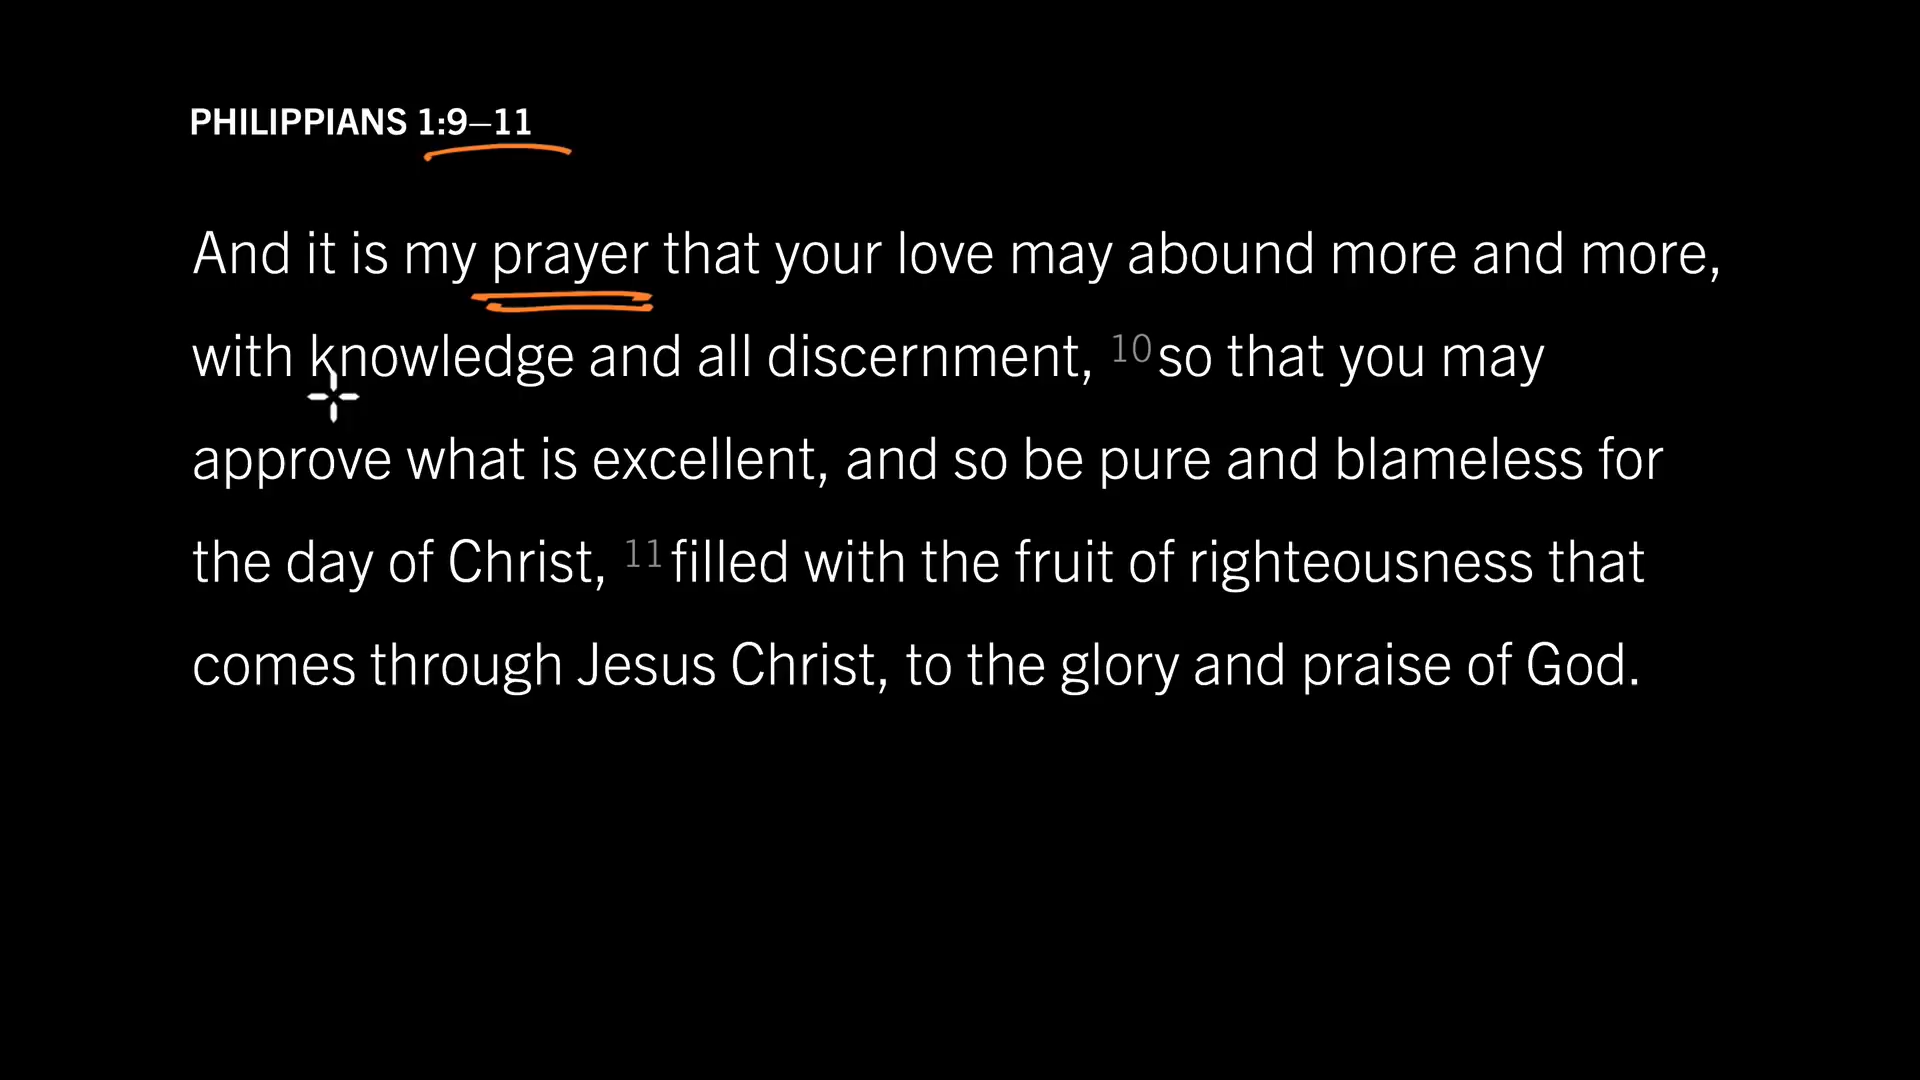 PHILIPPIANS 1:9–11
And it is my prayer that your love may abound more and more,
with knowledge and all discernment, 10 so that you may
approve what is excellent, and so be pure and blameless for
the day of Christ, 11 filled with the fruit of righteousness that
comes through Jesus Christ, to the glory and praise of God.